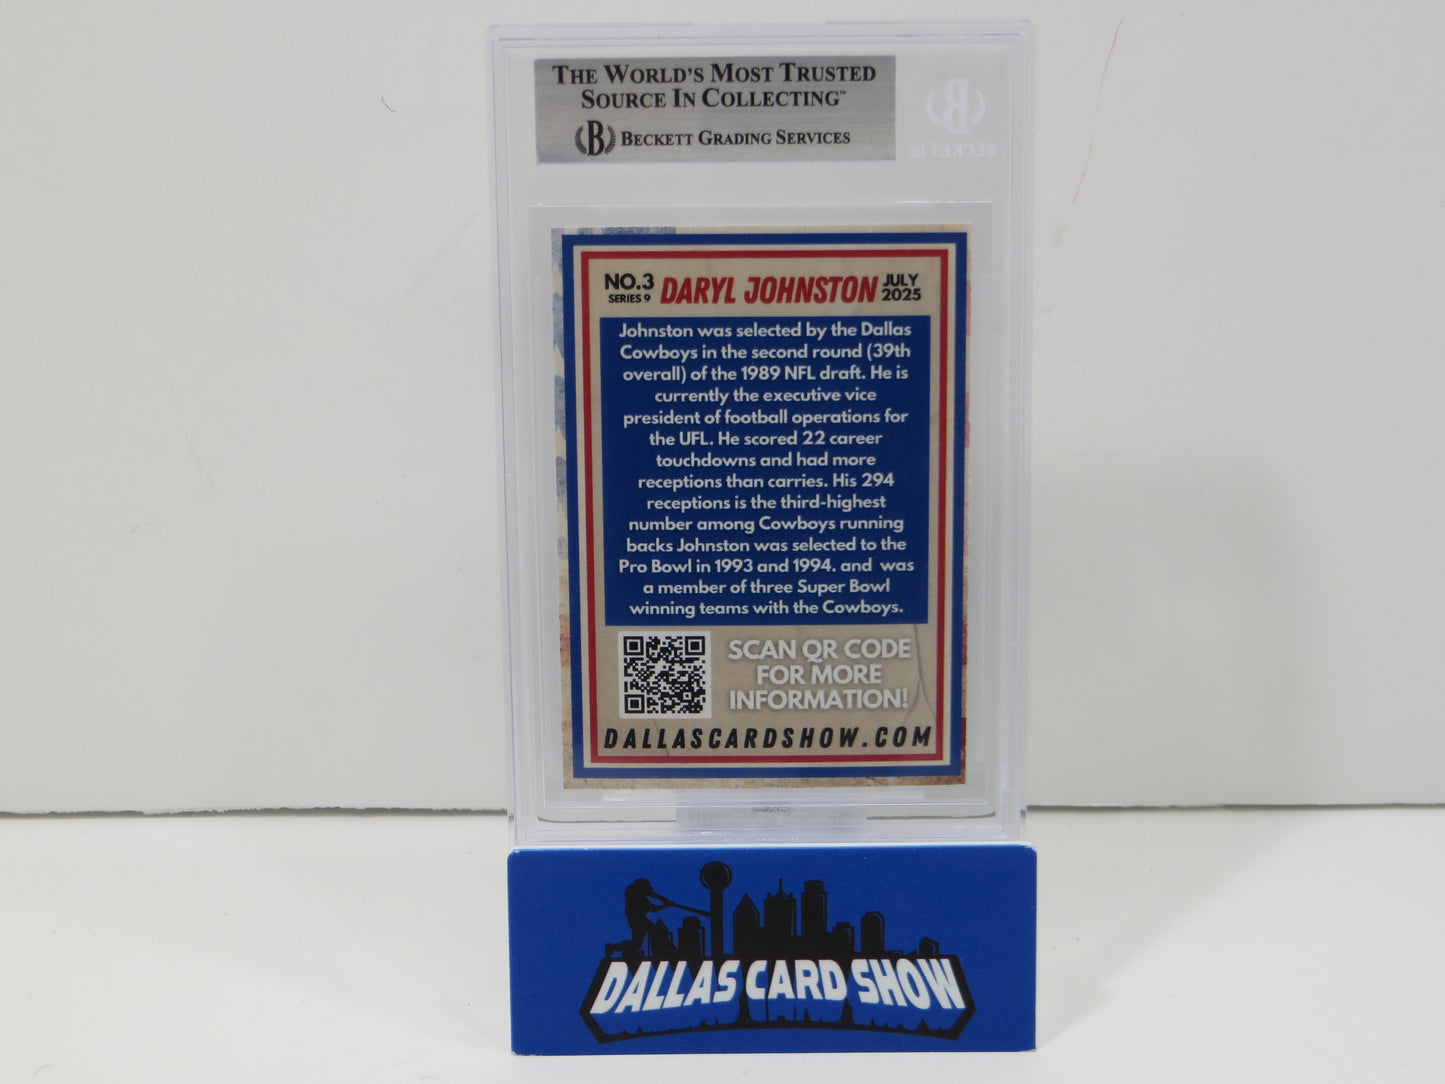 THE WORLD'S MOST TRUSTED
SOURCE IN COLLECTING™
B BECKETT GRADING SERVICES
B
BECKETT®
NO.3
SERIES 9
DARYL JOHNSTON
JULY
2025
Johnston was selected by the Dallas
Cowboys in the second round (39th
overall) of the 1989 NFL draft. He is
currently the executive vice
president of football operations for
the UFL. He scored 22 career
touchdowns and had more
receptions than carries. His 294
receptions is the third-highest
number among Cowboys running
backs Johnston was selected to the
Pro Bowl in 1993 and 1994. and was
a member of three Super Bowl
winning teams with the Cowboys.
SCAN QR CODE
FOR MORE
INFORMATION!
DALLASCARDSHOW.COM
DALLAS CARD SHOW